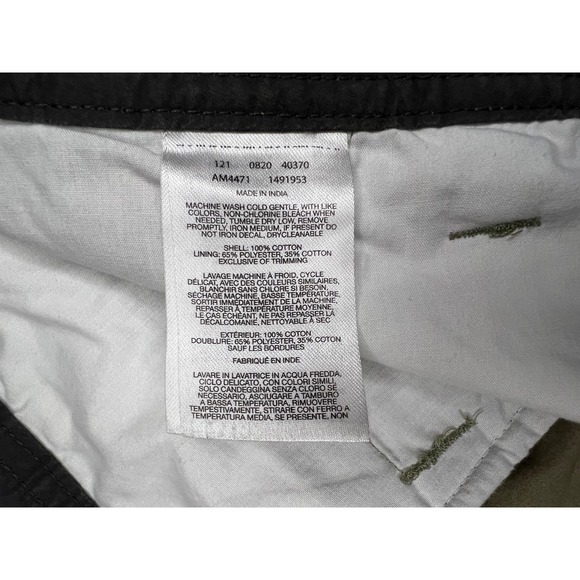 121 0820 40370
AM4471 1491953
MADE IN INDIA
MACHINE WASH COLD GENTLE, WITH LIKE
COLORS, NON-CHLORINE BLEACH WHEN
NEEDED, TUMBLE DRY LOW, REMOVE
PROMPTLY, IRON MEDIUM, IF PRESENT DO
NOT IRON DECAL, DRYCLEANABLE
SHELL: 100% COTTON
LINING: 65% POLYESTER, 35% COTTON
EXCLUSIVE OF TRIMMING
LAVAGE MACHINE À FROID, CYCLE
DÉLICAT, AVEC DES COULEURS SIMILAIRES,
BLANCHIR SANS CHLORE SI BESOIN,
SÉCHAGE MACHINE, BASSE TEMPÉRATURE,
SORTIR IMMÉDIATEMENT DE LA MACHINE,
REPASSER À TEMPÉRATURE MOYENNE,
LE CAS ÉCHÉANT, NE PAS REPASSER LA
DÉCALCOMANIE, NETTOYABLE À SEC
EXTÉRIEUR: 100% COTON
DOUBLURE: 65% POLYESTER, 35% COTON
SAUF LES BORDURES
FABRIQUÉ EN INDE
LAVARE IN LAVATRICE IN ACQUA FREDDA,
CICLO DELICATO, CON COLORI SIMILI,
SOLO CANDEGGINA SENZA CLORO SE
NECESSARIO, ASCIUGARE A TAMBURO
A BASSA TEMPERATURA, RIMUOVERE
TEMPESTIVAMENTE, STIRARE CON FERRO A
TEMPERATURA MEDIA, SE PRESENTE, NON